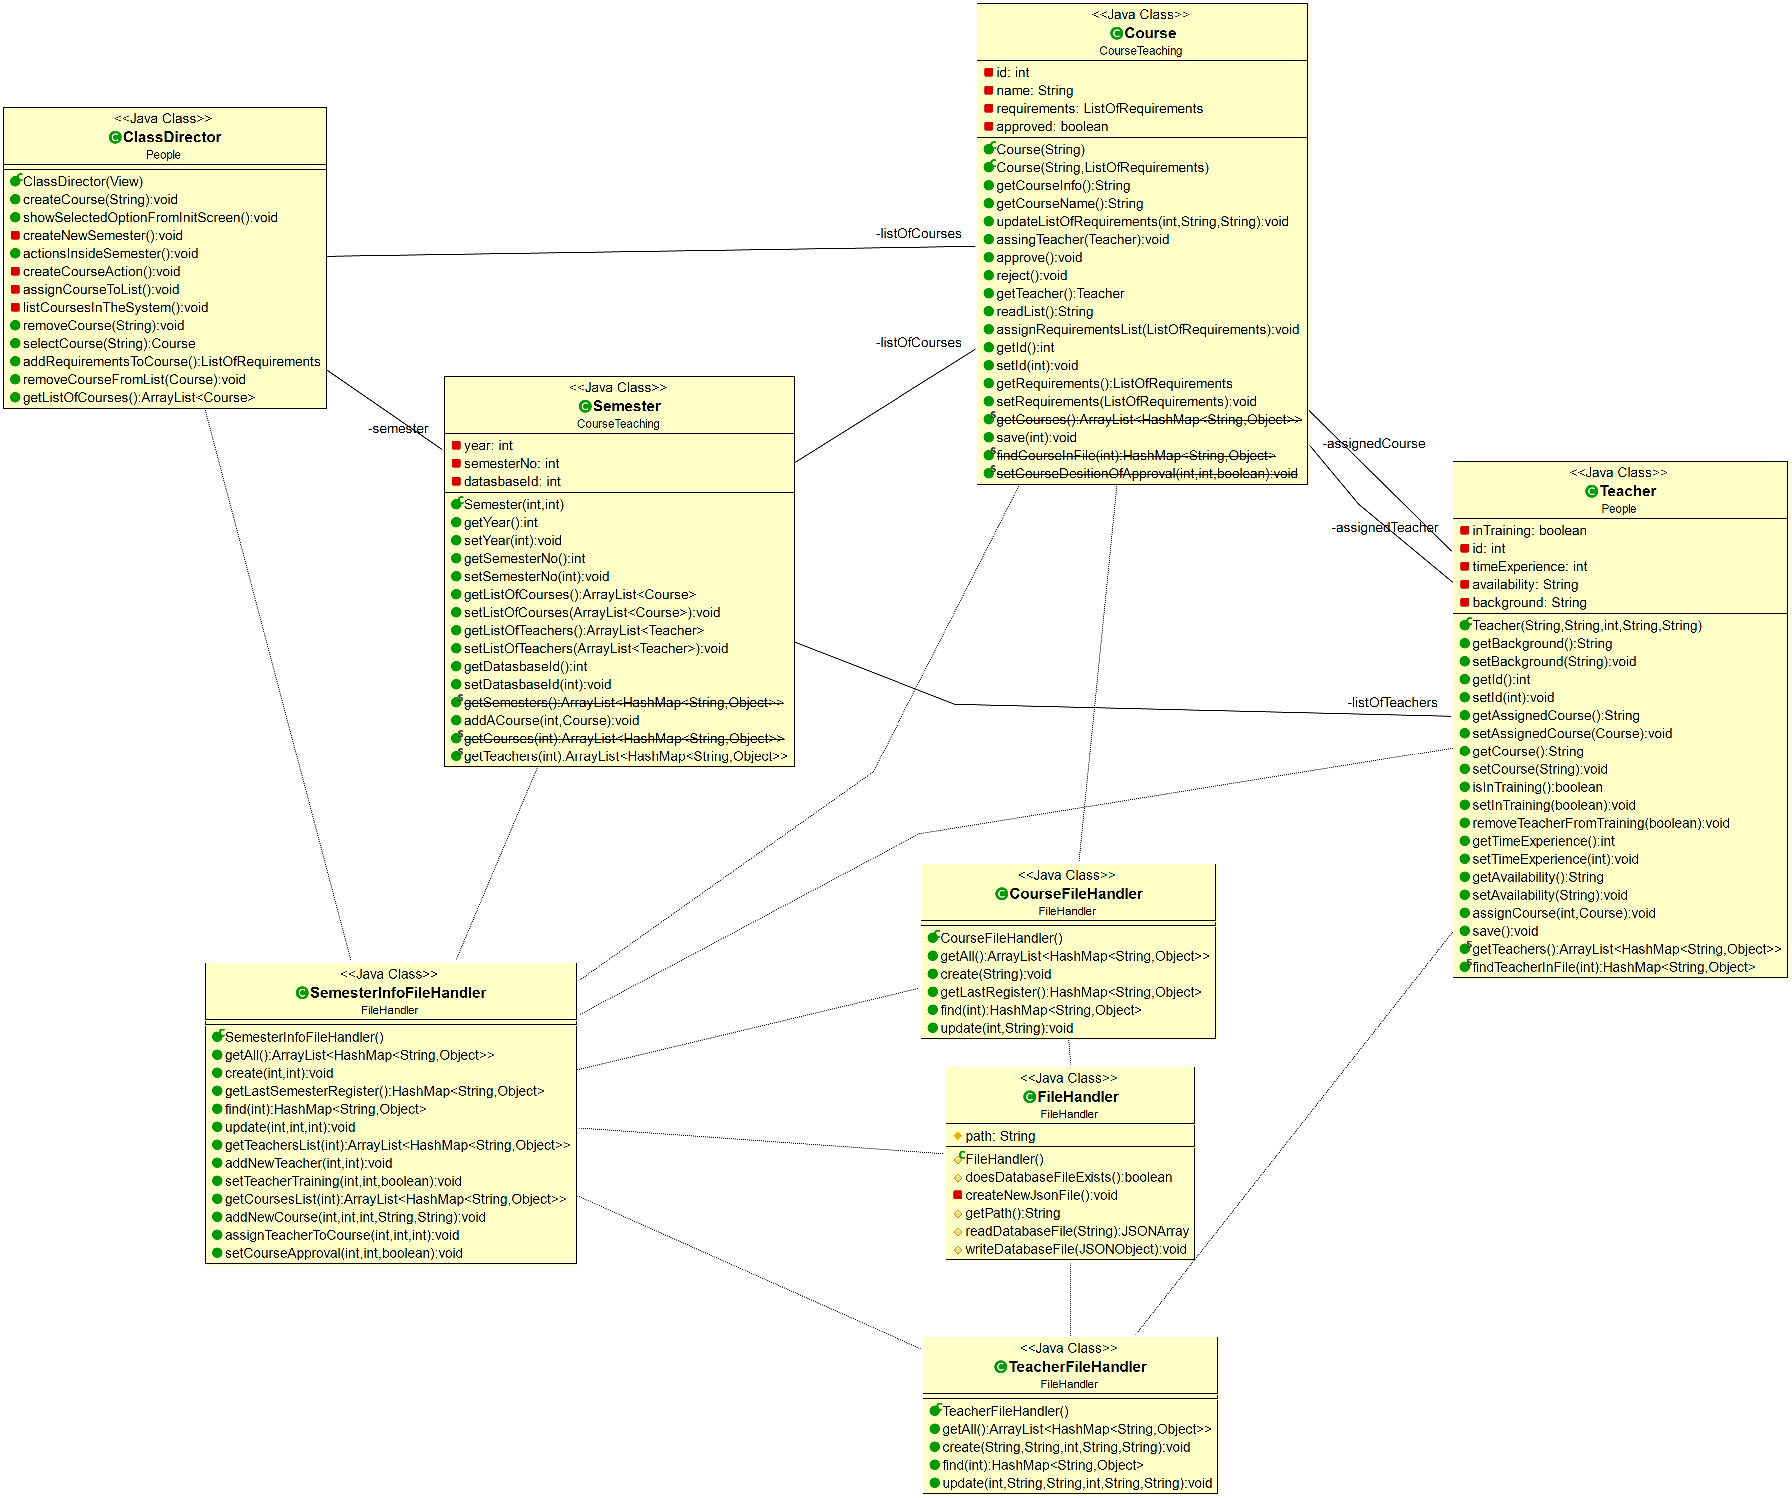 <<Java Class>>
Course
CourseTeaching
id: int
name: String
requirements: ListOfRequirements
approved: boolean
Course(String)
Course(String,ListOfRequirements)
getCourseInfo():String
getCourseName():String
updateListOfRequirements(int,String,String):void
assingTeacher(Teacher):void
approve():void
reject():void
getTeacher():Teacher
readList():String
assignRequirementsList(ListOfRequirements):void
getId():int
setId(int):void
getRequirements():ListOfRequirements
setRequirements(ListOfRequirements):void
getCourses():ArrayList<HashMap<String,Object>>
save(int):void
findCourseInFile(int):HashMap<String,Object>
setCourseDesitionOfApproval(int,int,boolean):void
<<Java Class>>
ClassDirector
People
ClassDirector(View)
createCourse(String):void
showSelectedOptionFromInitScreen():void
createNewSemester():void
actionsInsideSemester():void
createCourseAction():void
assignCourseToList():void
listCoursesInTheSystem():void
removeCourse(String):void
selectCourse(String):Course
addRequirementsToCourse():ListOfRequirements
removeCourseFromList(Course):void
getListOfCourses():ArrayList<Course>
-listOfCourses
-listOfCourses
-semester
-assignedCourse
-assignedTeacher
-listOfTeachers
<<Java Class>>
Semester
CourseTeaching
year: int
semesterNo: int
datasbaseId: int
Semester(int,int)
getYear():int
setYear(int):void
getSemesterNo():int
setSemesterNo(int):void
getListOfCourses():ArrayList<Course>
setListOfCourses(ArrayList<Course>):void
getListOfTeachers():ArrayList<Teacher>
setListOfTeachers(ArrayList<Teacher>):void
getDatasbaseId():int
setDatasbaseId(int):void
getSemesters():ArrayList<HashMap<String,Object>>
addACourse(int,Course):void
getCourses(int):ArrayList<HashMap<String,Object>>
getTeachers(int):ArrayList<HashMap<String,Object>>
<<Java Class>>
Teacher
People
inTraining: boolean
id: int
timeExperience: int
availability: String
background: String
Teacher(String,String,int,String,String)
getBackground():String
setBackground(String):void
getId():int
setId(int):void
getAssignedCourse():String
setAssignedCourse(Course):void
getCourse():String
setCourse(String):void
isInTraining():boolean
setInTraining(boolean):void
removeTeacherFromTraining(boolean):void
getTimeExperience():int
setTimeExperience(int):void
getAvailability():String
setAvailability(String):void
assignCourse(int,Course):void
save():void
getTeachers():ArrayList<HashMap<String,Object>>
findTeacherInFile(int):HashMap<String,Object>
<<Java Class>>
CourseFileHandler
FileHandler
CourseFileHandler()
getAll():ArrayList<HashMap<String,Object>>
create(String):void
getLastRegister():HashMap<String,Object>
find(int):HashMap<String,Object>
update(int,String):void
<<Java Class>>
SemesterInfoFileHandler
FileHandler
SemesterInfoFileHandler()
getAll():ArrayList<HashMap<String,Object>>
create(int,int):void
getLastSemesterRegister():HashMap<String,Object>
find(int):HashMap<String,Object>
update(int,int,int):void
getTeachersList(int):ArrayList<HashMap<String,Object>>
addNewTeacher(int,int):void
setTeacherTraining(int,int,boolean):void
getCoursesList(int):ArrayList<HashMap<String,Object>>
addNewCourse(int,int,int,String,String):void
assignTeacherToCourse(int,int,int):void
setCourseApproval(int,int,boolean):void
<<Java Class>>
FileHandler
FileHandler
path: String
FileHandler()
doesDatabaseFileExists():boolean
createNewJsonFile():void
getPath():String
readDatabaseFile(String):JSONArray
writeDatabaseFile(JSONObject):void
<<Java Class>>
TeacherFileHandler
FileHandler
TeacherFileHandler()
getAll():ArrayList<HashMap<String,Object>>
create(String,String,int,String,String):void
find(int):HashMap<String,Object>
update(int,String,String,int,String,String):void